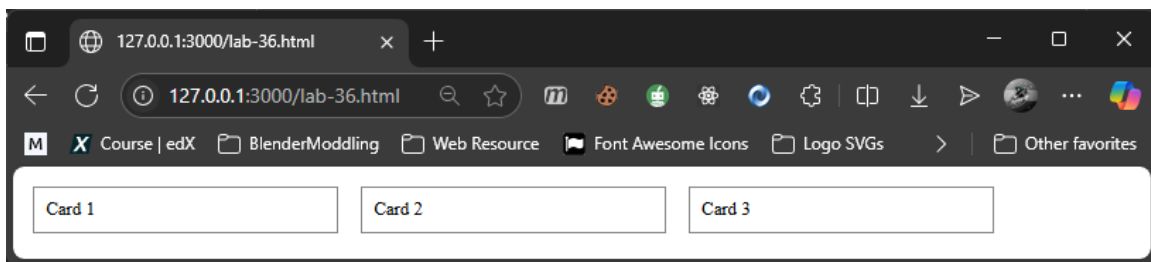 127.0.0.1:3000/lab-36.html
127.0.0.1:3000/lab-36.html
M X Course | edX BlenderModdling Web Resource Font Awesome Icons Logo SVGs Other favorites
Card 1 Card 2 Card 3